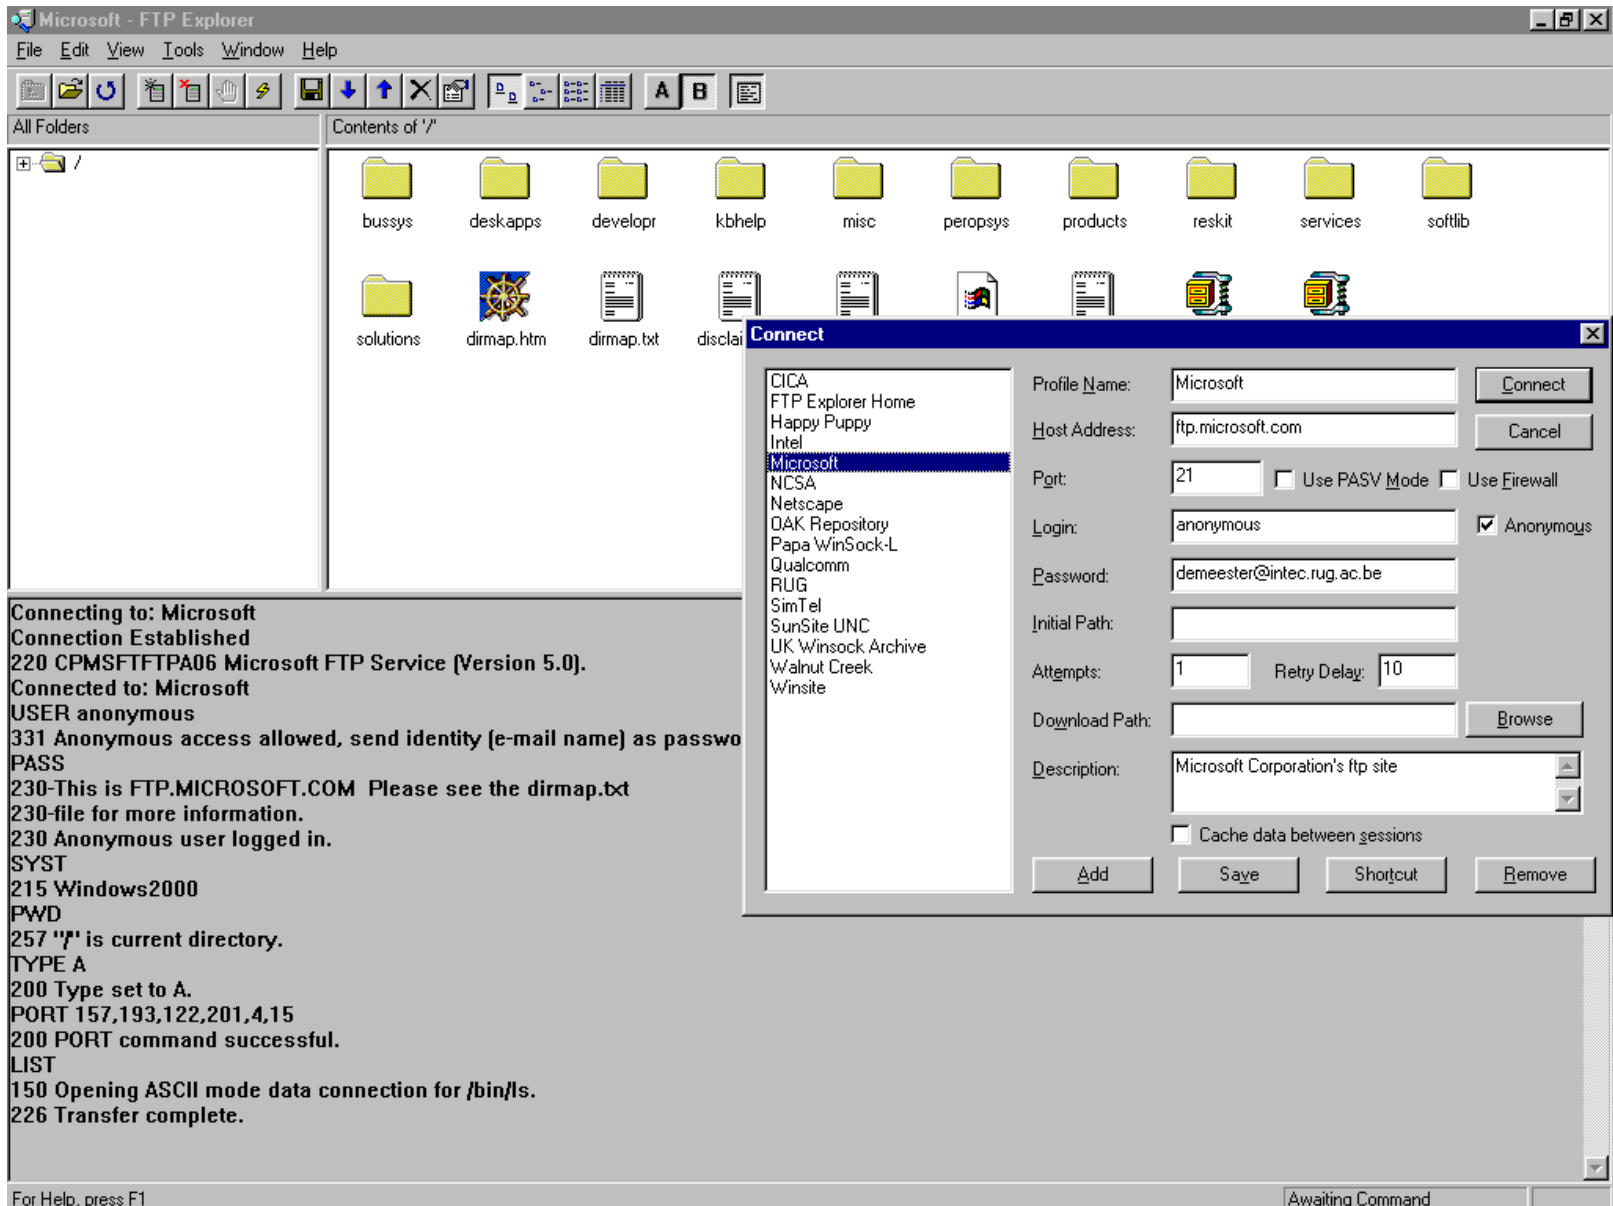 Microsoft - FTP Explorer
File Edit View Tools Window Help
A B
All Folders
Contents of '/'
/
bussys deskapps developr kbhelp misc peropsys products reskit services softlib
solutions dirmap.htm dirmap.txt
Connect
CICA
FTP Explorer Home
Happy Puppy
Intel
Microsoft
NCSA
Netscape
OAK Repository
Papa WinSock-L
Qualcomm
RUG
SimTel
SunSite UNC
UK Winsock Archive
Walnut Creek
Winsite
Profile Name: Microsoft Connect
Host Address: ftp.microsoft.com Cancel
Port: 21 Use PASV Mode Use Firewall
Login: anonymous Anonymous
Password: demeester@intec.rug.ac.be
Initial Path:
Attempts: 1 Retry Delay: 10
Download Path: Browse
Description: Microsoft Corporation's ftp site
Cache data between sessions
Add Save Shortcut Remove
Connecting to: Microsoft
Connection Established
220 CPMSFTFTPA06 Microsoft FTP Service (Version 5.0).
Connected to: Microsoft
USER anonymous
331 Anonymous access allowed, send identity (e-mail name) as passwo
PASS
230-This is FTP.MICROSOFT.COM  Please see the dirmap.txt
230-file for more information.
230 Anonymous user logged in.
SYST
215 Windows2000
PWD
257 "/" is current directory.
TYPE A
200 Type set to A.
PORT 157,193,122,201,4,15
200 PORT command successful.
LIST
150 Opening ASCII mode data connection for /bin/ls.
226 Transfer complete.
For Help, press F1
Awaiting Command